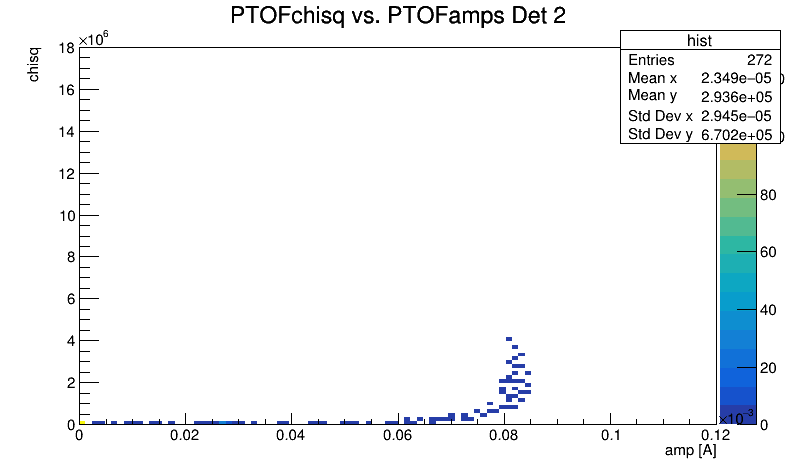 PTOFchisq vs. PTOFamps Det 2
×10⁶
chisq
18
16
14
12
10
8
6
4
2
0
hist
Entries 272
Mean x 2.349e−05
Mean y 2.936e+05
Std Dev x 2.945e−05
Std Dev y 6.702e+05
80
60
40
20
0
×10⁻³
0 0.02 0.04 0.06 0.08 0.1 0.12
amp [A]